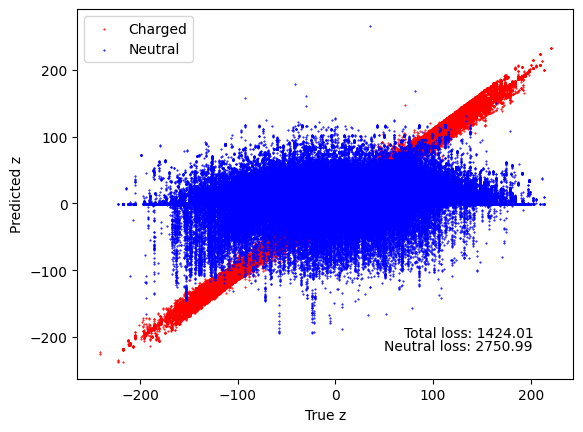 Charged
Neutral
200
100
0
−100
−200
Predicted z
Total loss: 1424.01
Neutral loss: 2750.99
−200
−100
0
100
200
True z